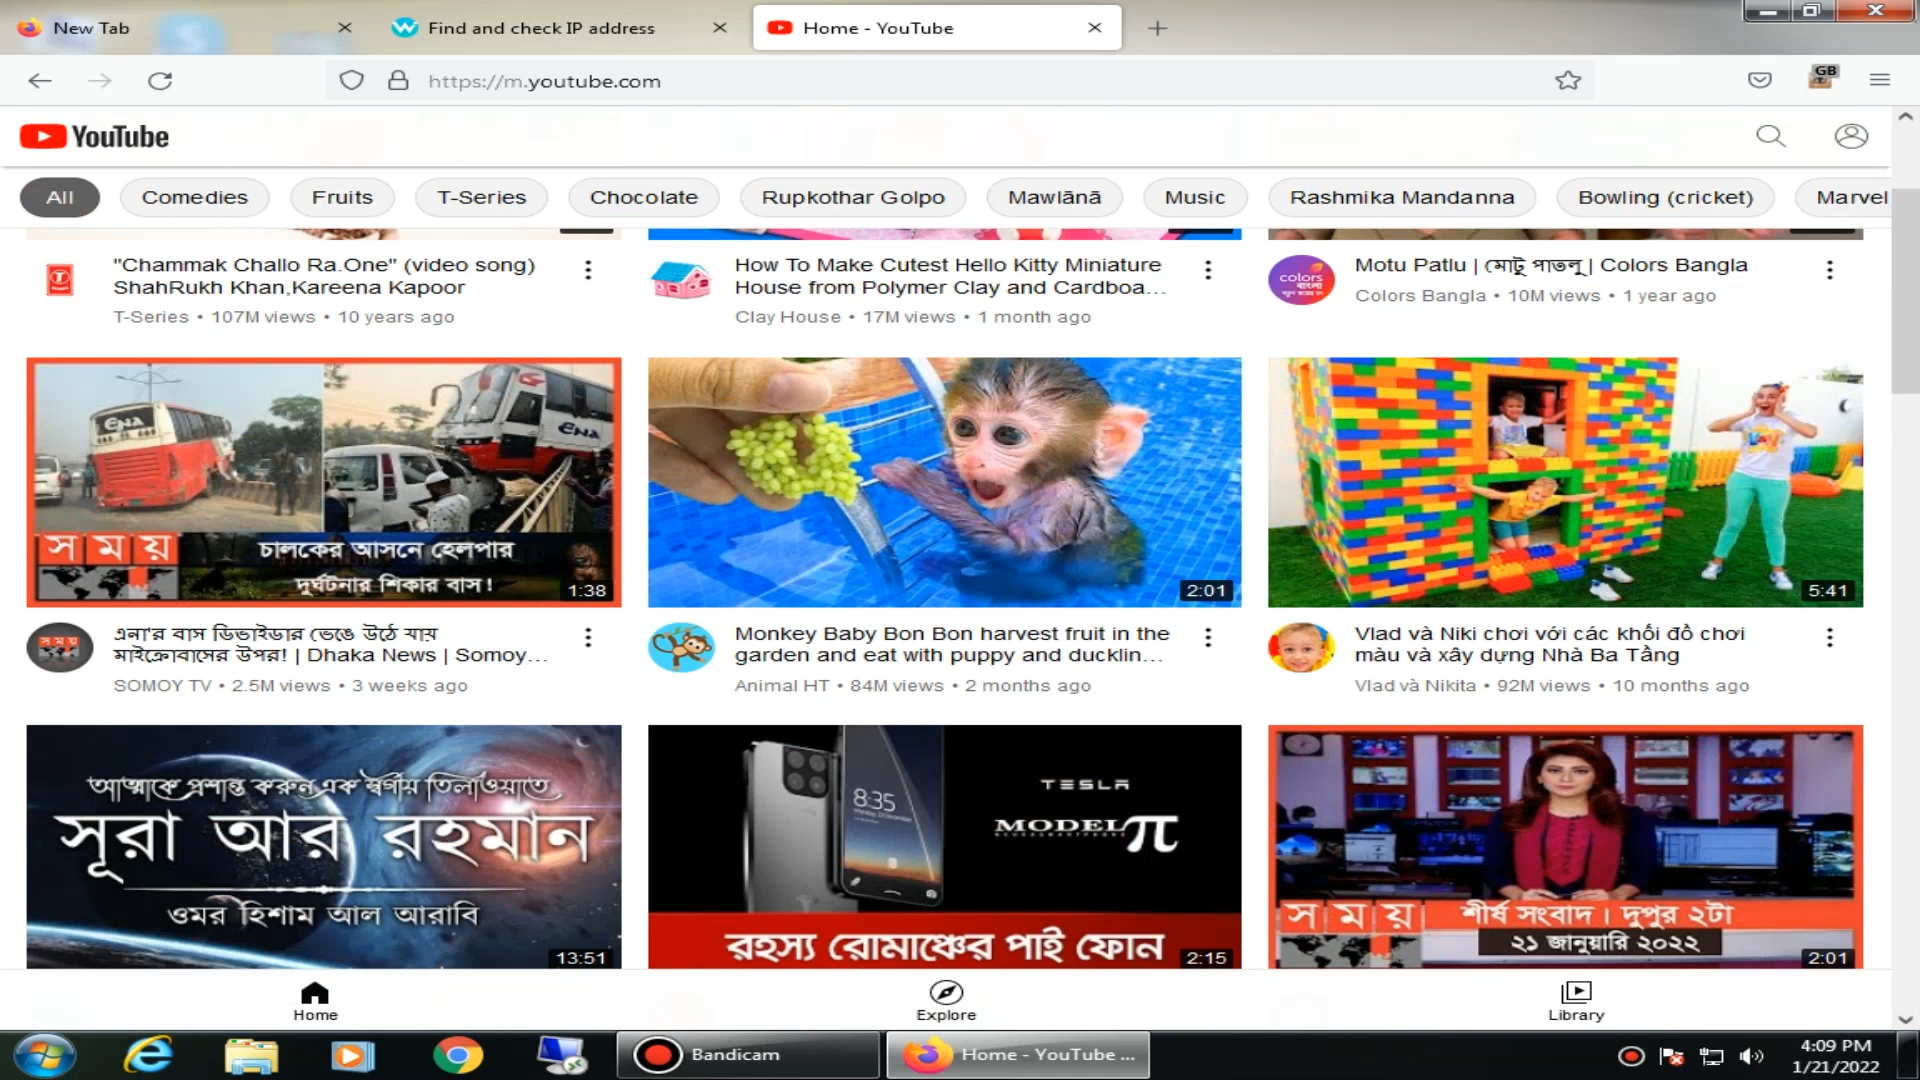 New Tab
Find and check IP address
Home - YouTube
https://m.youtube.com
GB
YouTube
All
Comedies
Fruits
T-Series
Chocolate
Rupkothar Golpo
Mawlānā
Music
Rashmika Mandanna
Bowling (cricket)
Marvel
"Chammak Challo Ra.One" (video song)
ShahRukh Khan,Kareena Kapoor
T-Series • 107M views • 10 years ago
How To Make Cutest Hello Kitty Miniature
House from Polymer Clay and Cardboa...
Clay House • 17M views • 1 month ago
colors
বাংলা
Motu Patlu | মোটু পাতলু | Colors Bangla
Colors Bangla • 10M views • 1 year ago
ENA
ENA
সময়
চালকের আসনে হেলপার
দুর্ঘটনার শিকার বাস!
1:38
2:01
5:41
সময়
এনা'র বাস ডিভাইডার ভেঙে উঠে যায়
মাইক্রোবাসের উপর! | Dhaka News | Somoy...
SOMOY TV • 2.5M views • 3 weeks ago
Monkey Baby Bon Bon harvest fruit in the
garden and eat with puppy and ducklin...
Animal HT • 84M views • 2 months ago
Vlad và Niki chơi với các khối đồ chơi
màu và xây dựng Nhà Ba Tầng
Vlad và Nikita • 92M views • 10 months ago
আত্মাকে প্রশান্ত করুন এক স্বর্গীয় তিলাওয়াতে
সূরা আর রহমান
ওমর হিশাম আল আরাবি
13:51
8:35
TESLA
MODEL π
রহস্য রোমাঞ্চের পাই ফোন
2:15
সময়
শীর্ষ সংবাদ । দুপুর ২টা
২১ জানুয়ারি ২০২২
2:01
Home
Explore
Library
Bandicam
Home - YouTube ...
4:09 PM
1/21/2022